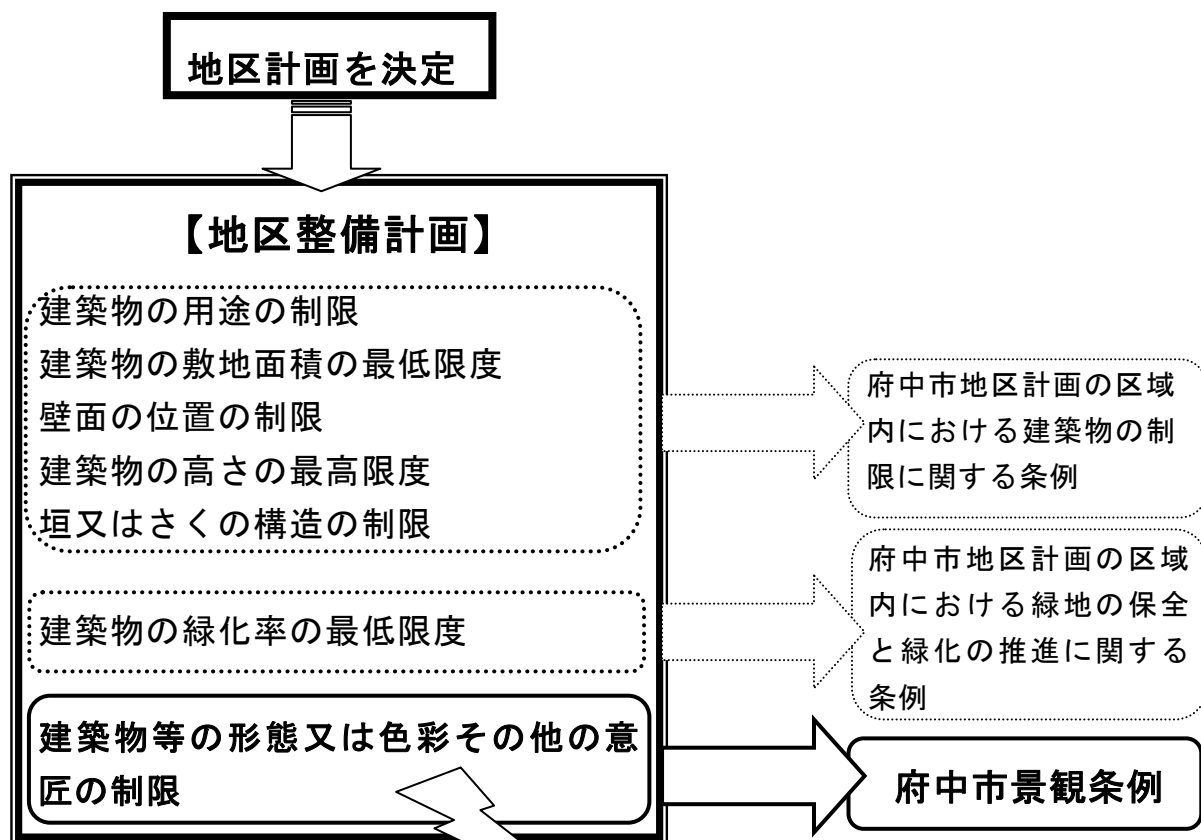 地区計画を決定
【地区整備計画】
建築物の用途の制限
建築物の敷地面積の最低限度
壁面の位置の制限
建築物の高さの最高限度
垣又はさくの構造の制限
府中市地区計画の区域
内における建築物の制
限に関する条例
建築物の緑化率の最低限度
府中市地区計画の区域
内における緑地の保全
と緑化の推進に関する
条例
建築物等の形態又は色彩その他の意
匠の制限
府中市景観条例